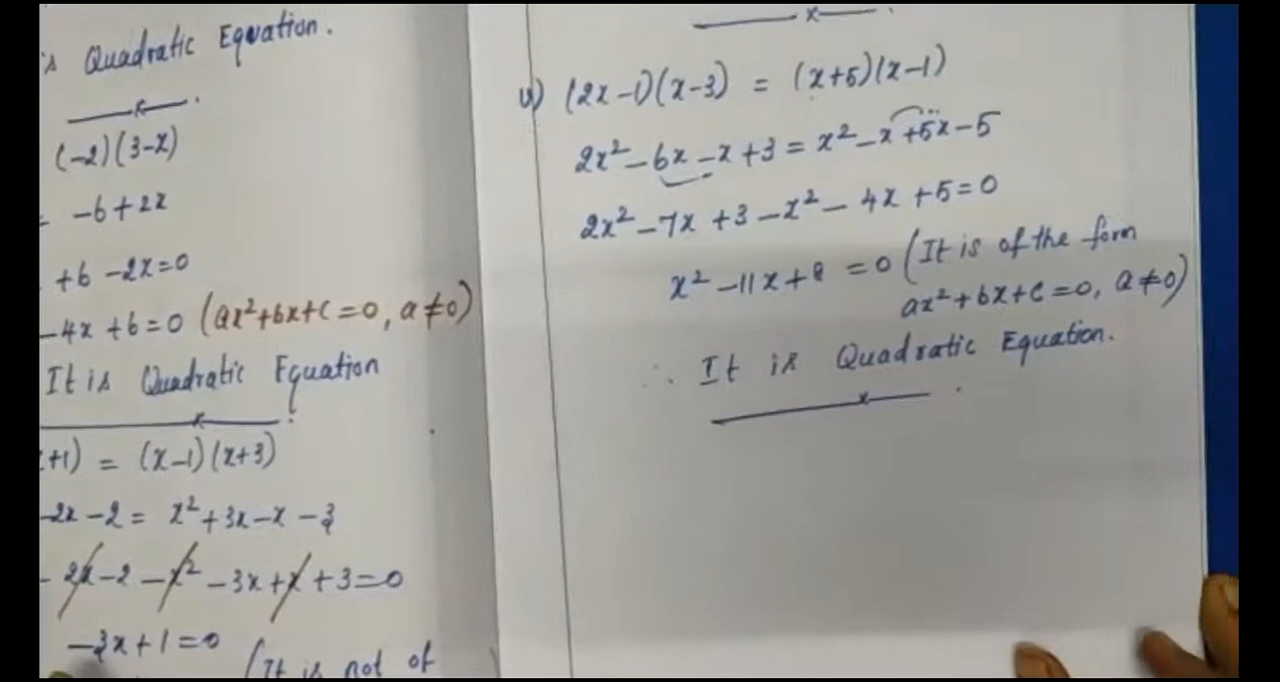 is Quadratic Equation.
(-2)(3-x)
= -6+2x
+6 -2x=0
-4x +6=0 (ax²+bx+c=0, a≠0)
It is Quadratic Equation
x+1) = (x-1)(x+3)
-2x -2 = x²+3x-x -3
- 2x -2 -x² -3x+x +3=0
-3x+1=0 (It is not of
v) (2x-1)(x-3) = (x+5)(x-1)
2x²-6x-x+3 = x²-x+5x-5
2x²-7x+3-x²-4x+5=0
x²-11x+8 =0 (It is of the form
ax²+bx+c=0, a≠0)
∴ It is Quadratic Equation.